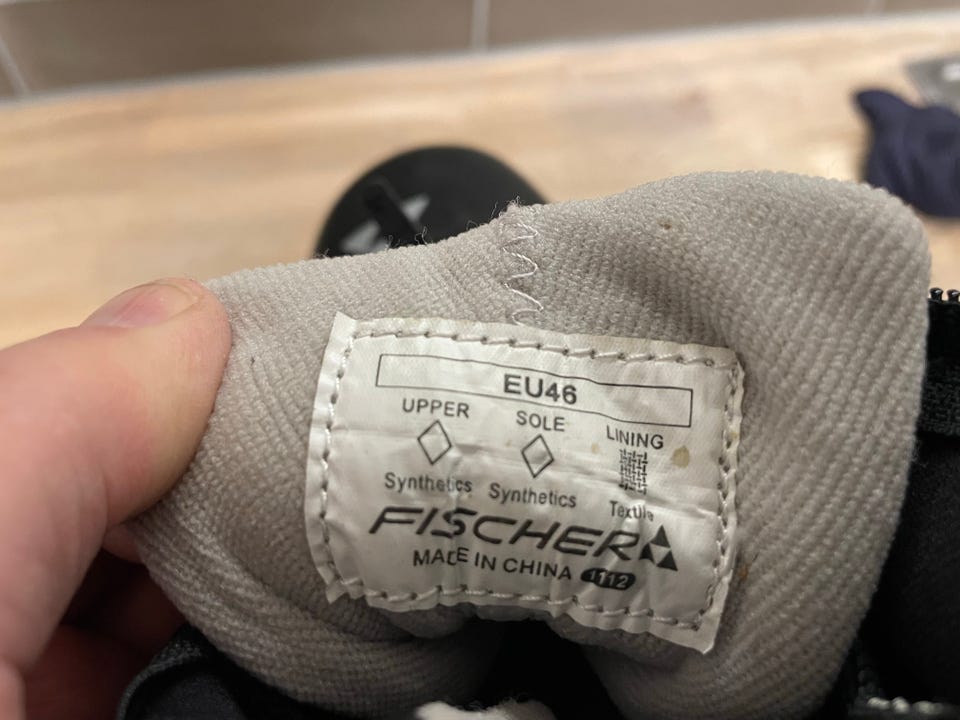 EU46
UPPER SOLE LINING
Synthetics Synthetics Textile
FISCHER
MADE IN CHINA 1112